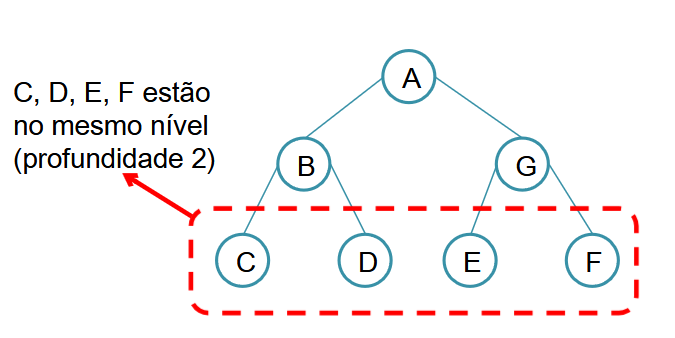 C, D, E, F estão
no mesmo nível
(profundidade 2)
A
B
G
C
D
E
F